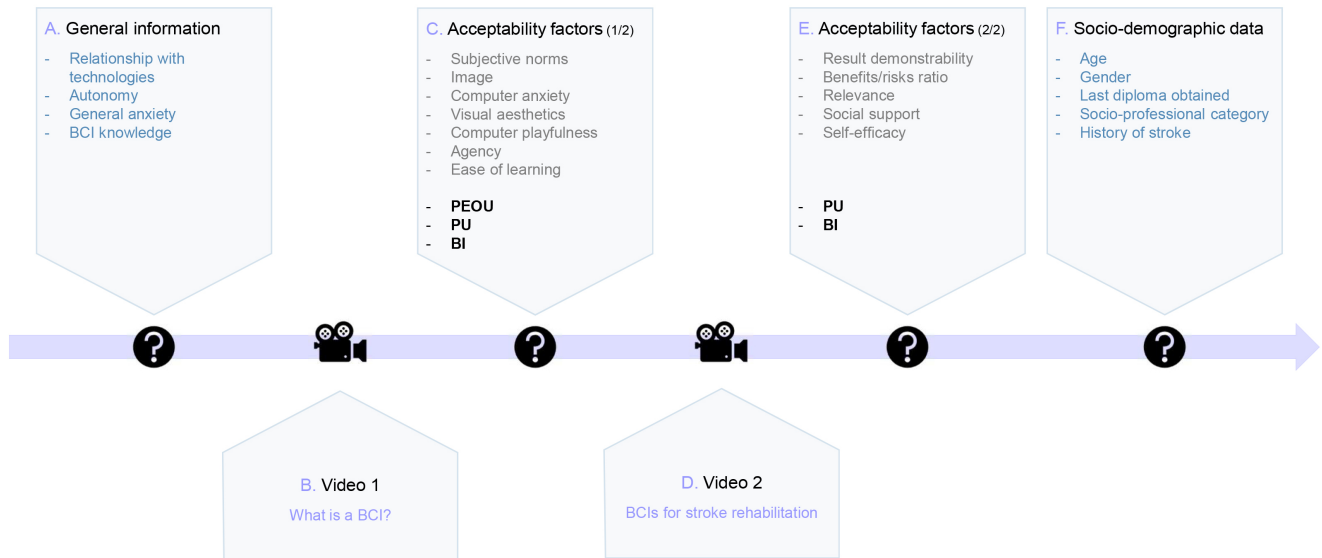 A. General information
- Relationship with
technologies
- Autonomy
- General anxiety
- BCI knowledge
B. Video 1
What is a BCI?
C. Acceptability factors (1/2)
- Subjective norms
- Image
- Computer anxiety
- Visual aesthetics
- Computer playfulness
- Agency
- Ease of learning
- PEOU
- PU
- BI
D. Video 2
BCIs for stroke rehabilitation
E. Acceptability factors (2/2)
- Result demonstrability
- Benefits/risks ratio
- Relevance
- Social support
- Self-efficacy
- PU
- BI
F. Socio-demographic data
- Age
- Gender
- Last diploma obtained
- Socio-professional category
- History of stroke
?
?
?
?